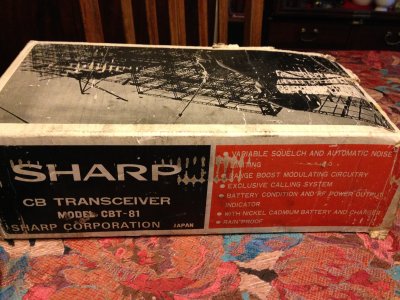 SHARP
CB TRANSCEIVER
MODEL CBT-81
SHARP CORPORATION JAPAN
● VARIABLE SQUELCH AND AUTOMATIC NOISE
● RANGE BOOST MODULATING CIRCUITRY
● EXCLUSIVE CALLING SYSTEM
● BATTERY CONDITION AND RF POWER OUTPUT
INDICATOR
● WITH NICKEL CADMIUM BATTERY AND CHARGER
● RAINPROOF